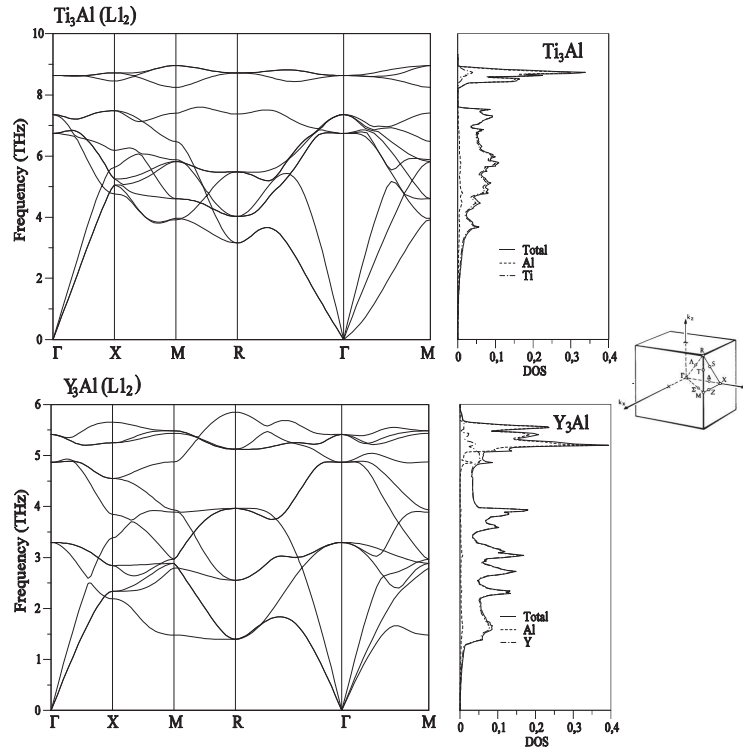 Ti₃Al (L1₂)
Frequency (THz)
10
8
6
4
2
0
Γ X M R Γ M
Ti₃Al
Total
Al
Ti
0 0,1 0,2 0,3 0,4
DOS
Y₃Al (L1₂)
Frequency (THz)
6
5
4
3
2
1
0
Γ X M R Γ M
Y₃Al
Total
Al
Y
0 0,1 0,2 0,3 0,4
DOS
kz
R
Λ S
T
Γ Δ X
Σ Z
M
kx